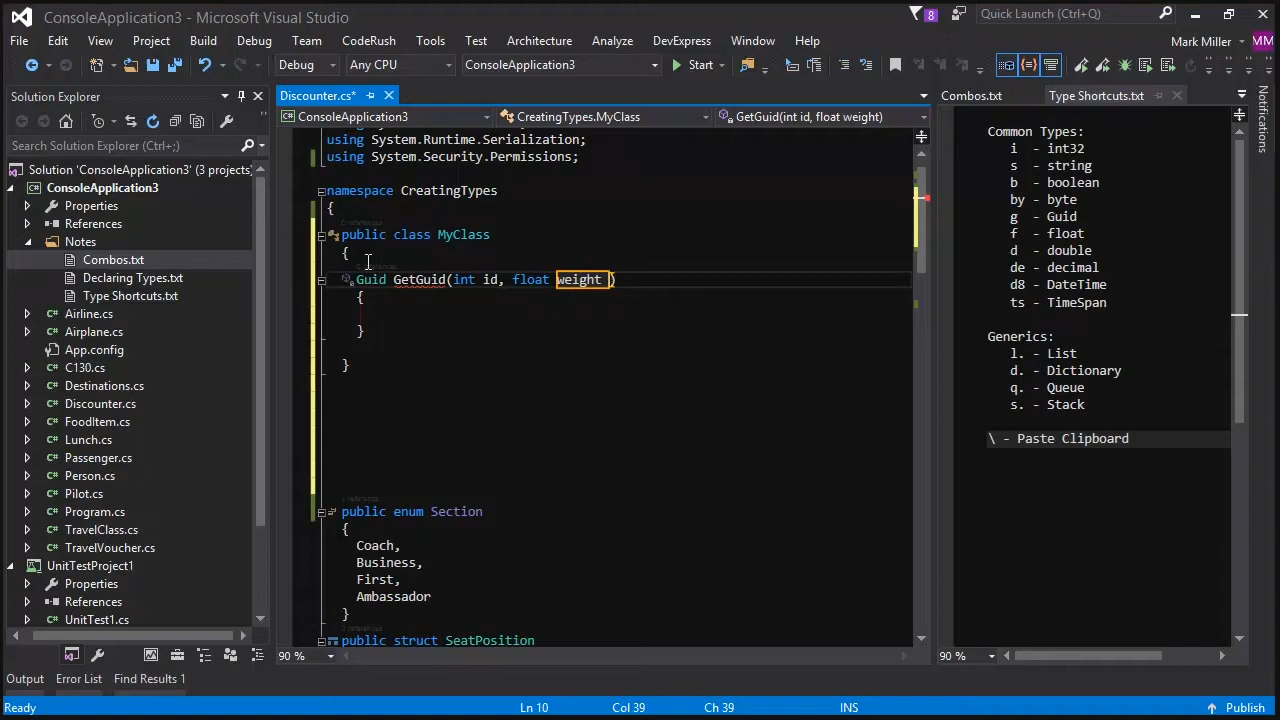 ConsoleApplication3 - Microsoft Visual Studio
8
Quick Launch (Ctrl+Q)
File Edit View Project Build Debug Team CodeRush Tools Test Architecture Analyze DevExpress Window Help
Mark Miller MM
Debug Any CPU ConsoleApplication3 Start
Solution Explorer
Search Solution Explorer (Ctrl+;)
Solution 'ConsoleApplication3' (3 projects)
ConsoleApplication3
Properties
References
Notes
Combos.txt
Declaring Types.txt
Type Shortcuts.txt
C# Airline.cs
C# Airplane.cs
App.config
C# C130.cs
C# Destinations.cs
C# Discounter.cs
C# FoodItem.cs
C# Lunch.cs
C# Passenger.cs
C# Person.cs
C# Pilot.cs
C# Program.cs
C# TravelClass.cs
C# TravelVoucher.cs
UnitTestProject1
Properties
References
C# UnitTest1.cs
Discounter.cs*
ConsoleApplication3 CreatingTypes.MyClass GetGuid(int id, float weight)
using System.Runtime.Serialization;
using System.Security.Permissions;
namespace CreatingTypes
{
public class MyClass
{
Guid GetGuid(int id, float weight )
{
}
}
1 reference
public enum Section
{
Coach,
Business,
First,
Ambassador
}
public struct SeatPosition
90 %
Combos.txt Type Shortcuts.txt
Common Types:
i - int32
s - string
b - boolean
by - byte
g - Guid
f - float
d - double
de - decimal
d8 - DateTime
ts - TimeSpan
Generics:
l. - List
d. - Dictionary
q. - Queue
s. - Stack
\ - Paste Clipboard
90 %
Notifications
Output Error List Find Results 1
Ready Ln 10 Col 39 Ch 39 INS Publish